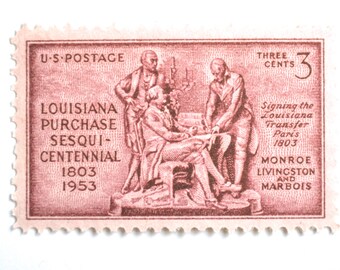 U·S·POSTAGE
THREE CENTS 3
LOUISIANA
PURCHASE
SESQUI-
CENTENNIAL
1803
1953
Signing the
Louisiana
Transfer
Paris
1803
MONROE
LIVINGSTON
AND
MARBOIS